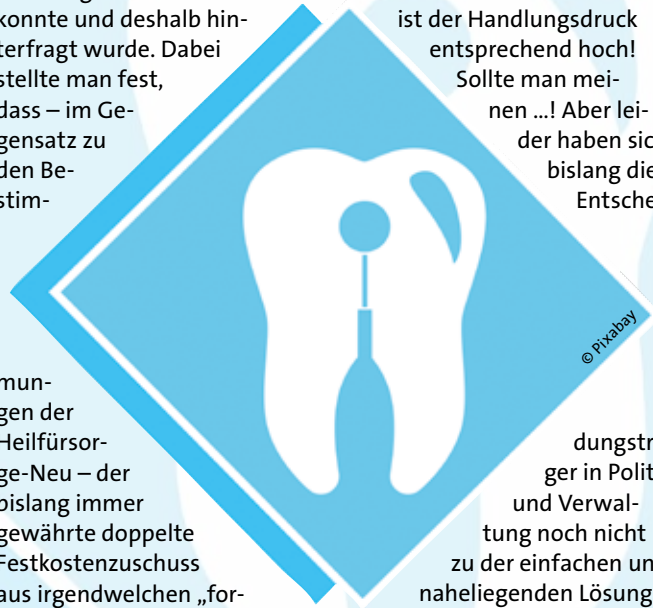 konnte und deshalb hin-
terfragt wurde. Dabei
stellte man fest,
dass – im Ge-
gensatz zu
den Be-
stim-
mun-
gen der
Heilfürsor-
ge-Neu – der
bislang immer
gewährte doppelte
Festkostenzuschuss
aus irgendwelchen „for-
ist der Handlungsdruck
entsprechend hoch!
Sollte man mei-
nen ...! Aber lei-
der haben sic
bislang die
Entsche
dungstr
ger in Polit
und Verwal-
tung noch nicht
zu der einfachen un
naheliegenden Lösung
© Pixabay